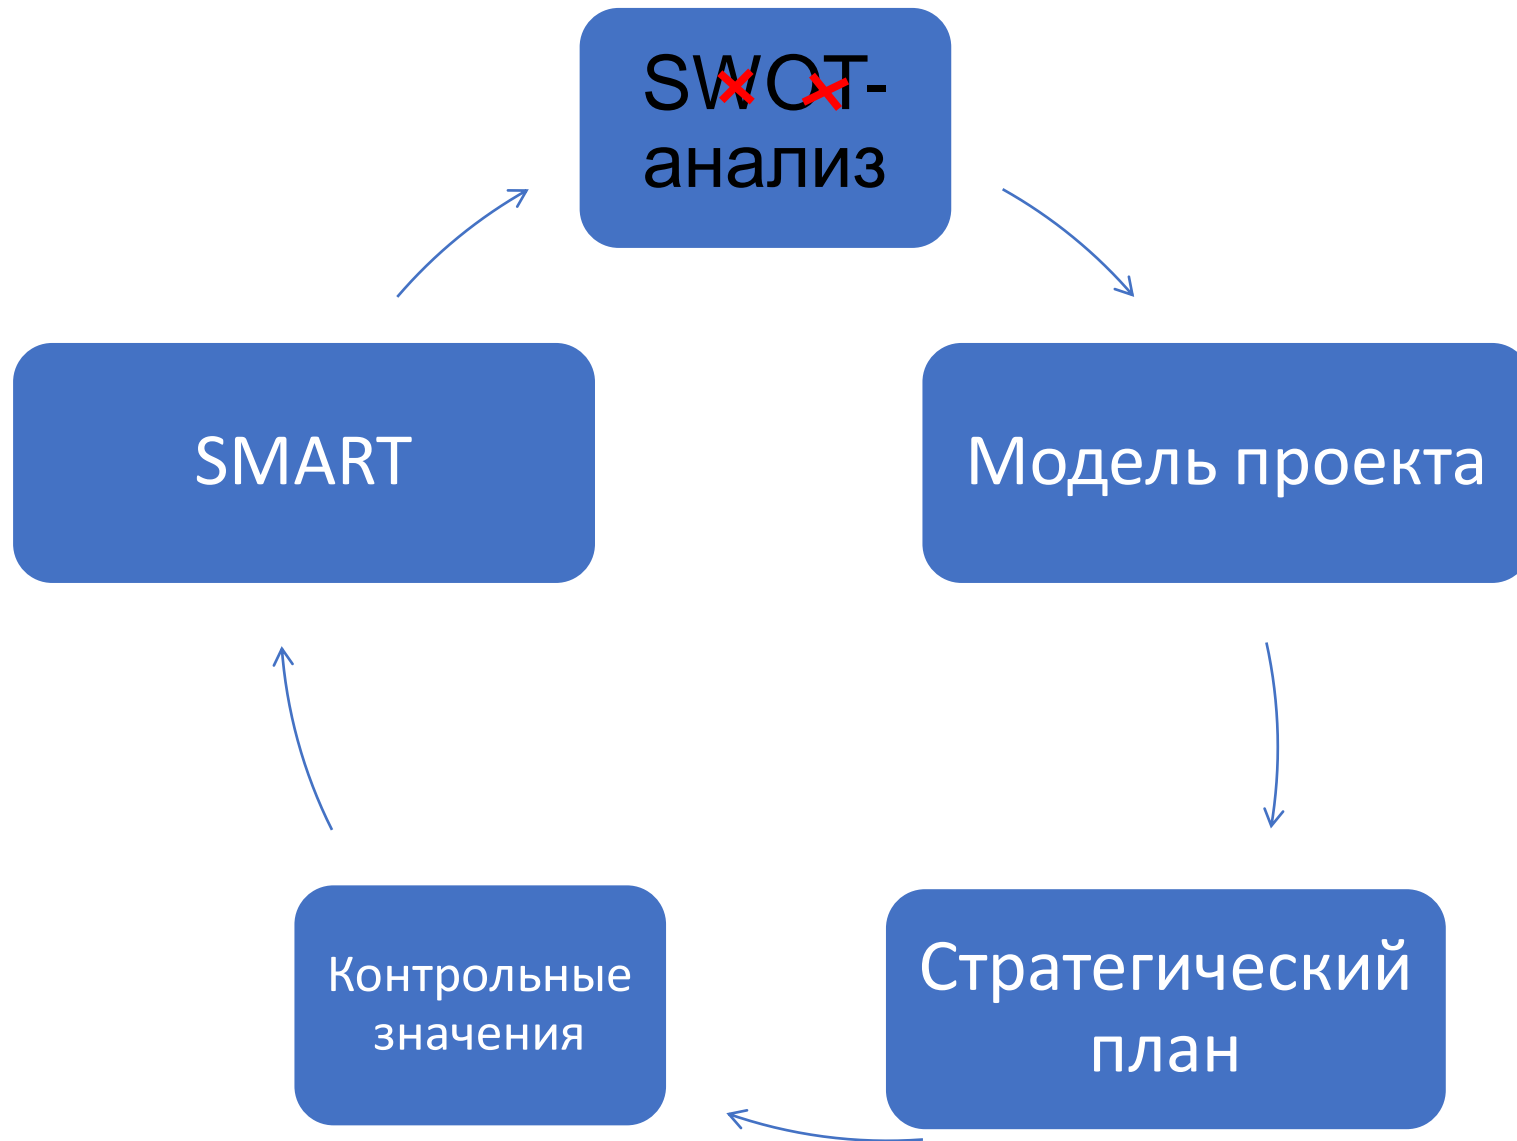 SWOT-
анализ
SMART
Модель проекта
Контрольные
значения
Стратегический
план